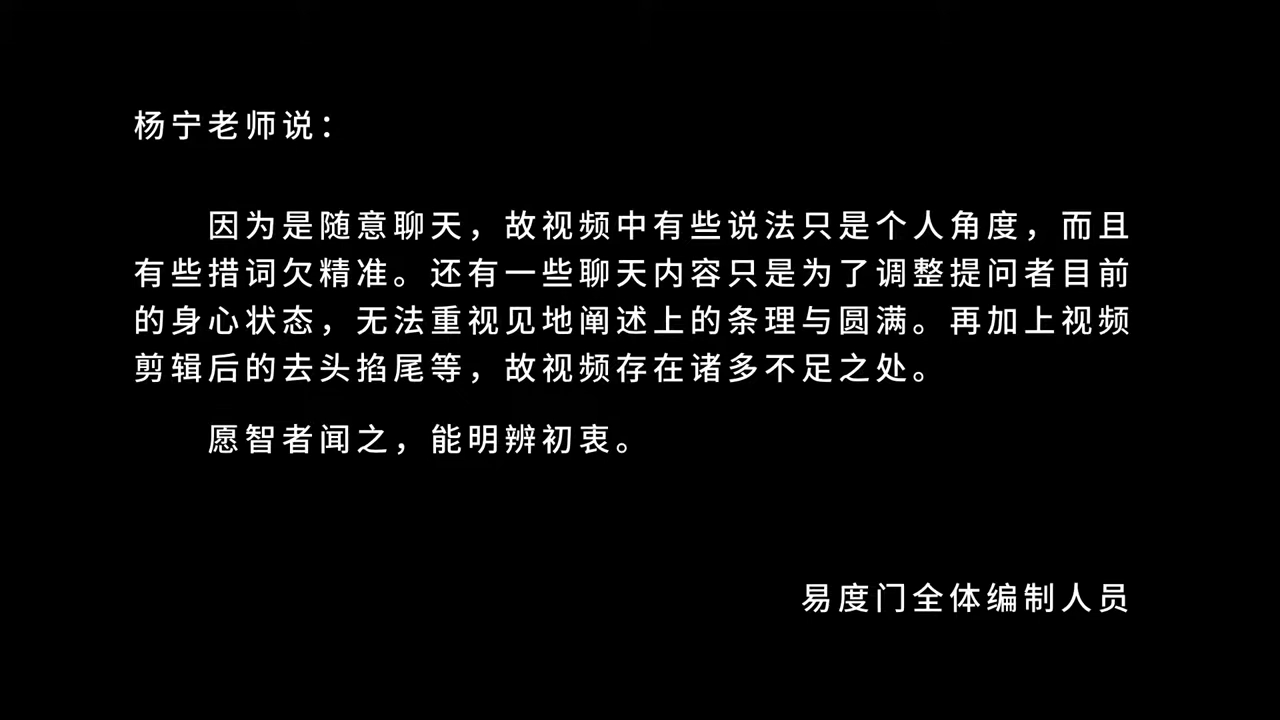 杨宁老师说：
因为是随意聊天，故视频中有些说法只是个人角度，而且
有些措词欠精准。还有一些聊天内容只是为了调整提问者目前
的身心状态，无法重视见地阐述上的条理与圆满。再加上视频
剪辑后的去头掐尾等，故视频存在诸多不足之处。
愿智者闻之，能明辨初衷。
易度门全体编制人员